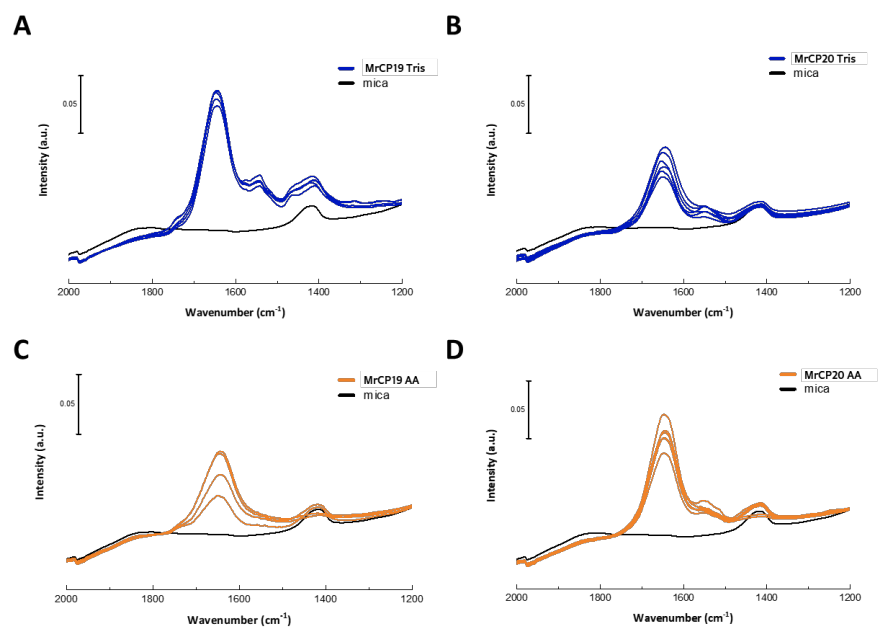 A
MrCP19 Tris
mica
0.05
Intensity (a.u.)
2000 1800 1600 1400 1200
Wavenumber (cm⁻¹)
B
MrCP20 Tris
mica
0.05
Intensity (a.u.)
2000 1800 1600 1400 1200
Wavenumber (cm⁻¹)
C
MrCP19 AA
mica
0.05
Intensity (a.u.)
2000 1800 1600 1400 1200
Wavenumber (cm⁻¹)
D
MrCP20 AA
mica
0.05
Intensity (a.u.)
2000 1800 1600 1400 1200
Wavenumber (cm⁻¹)